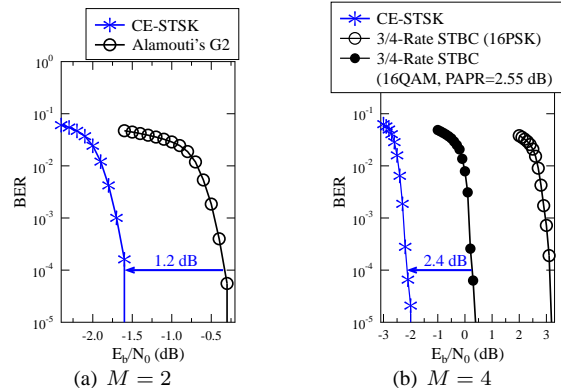 CE-STSK
Alamouti's G2
10^0
10^-1
10^-2
10^-3
10^-4
10^-5
BER
1.2 dB
-2.0 -1.5 -1.0 -0.5
E_b/N_0 (dB)
(a) M = 2
CE-STSK
3/4-Rate STBC (16PSK)
3/4-Rate STBC
(16QAM, PAPR=2.55 dB)
10^0
10^-1
10^-2
10^-3
10^-4
10^-5
BER
2.4 dB
-3 -2 -1 0 1 2 3
E_b/N_0 (dB)
(b) M = 4